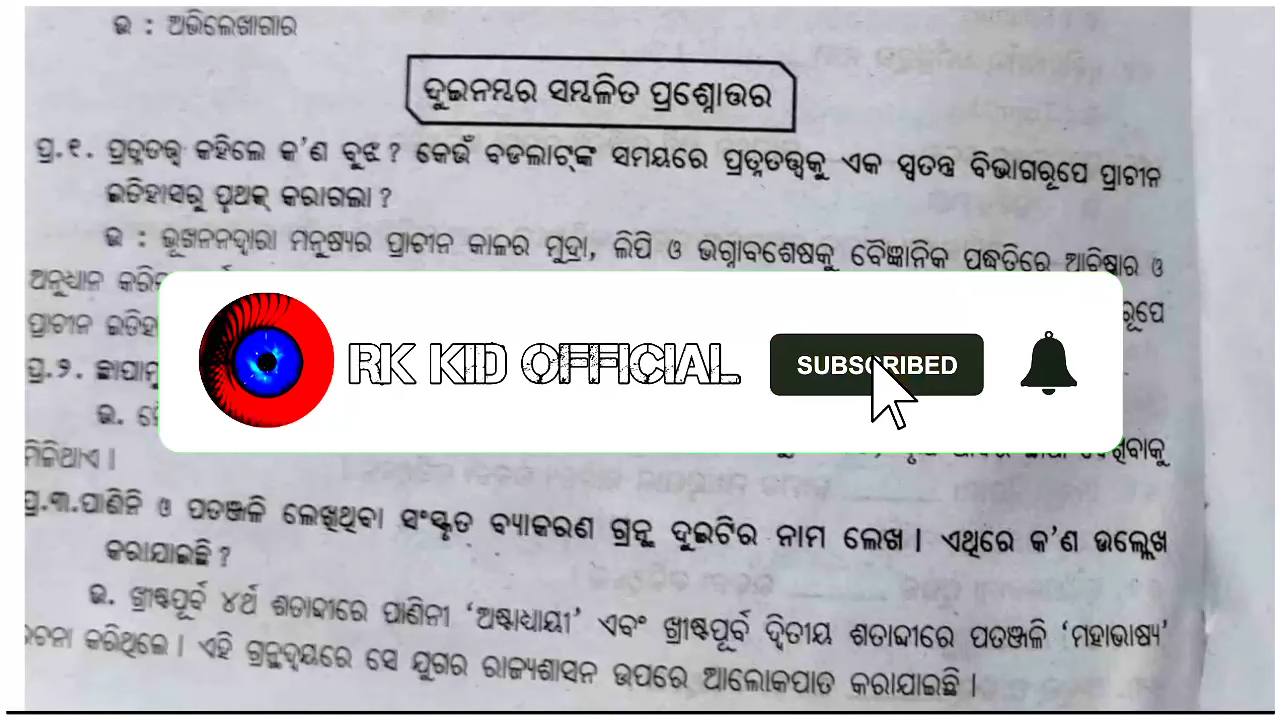 ଉ : ଅଭିଲେଖାଗାର
ଦୁଇନମ୍ବର ସମ୍ବଳିତ ପ୍ରଶ୍ନୋତ୍ତର
ପ୍ର.୧. ପ୍ରତ୍ନତତ୍ତ୍ୱ କହିଲେ କ'ଣ ବୁଝ ? କେଉଁ ବଡଲାଟ୍‌ଙ୍କ ସମୟରେ ପ୍ରତ୍ନତତ୍ତ୍ୱକୁ ଏକ ସ୍ୱତନ୍ତ୍ର ବିଭାଗରୂପେ ପ୍ରାଚୀନ
ଇତିହାସରୁ ପୃଥକ୍ କରାଗଲା ?
ଉ : ଭୂଖନନଦ୍ୱାରା ମନୁଷ୍ୟର ପ୍ରାଚୀନ କାଳର ମୁଦ୍ରା, ଲିପି ଓ ଭଗ୍ନାବଶେଷକୁ ବୈଜ୍ଞାନିକ ପଦ୍ଧତିରେ ଆବିଷ୍କାର ଓ
ଅନୁଧ୍ୟାନ
ପ୍ରାଚୀନ
RK KID OFFICIAL SUBSCRIBED
ପ୍ର.୨.
ଉ.
ମିଳିଥାଏ ।
ପ୍ର.୩.ପାଣିନି ଓ ପତଞ୍ଜଳି ଲେଖିଥିବା ସଂସ୍କୃତ ବ୍ୟାକରଣ ଗ୍ରନ୍ଥ ଦୁଇଟିର ନାମ ଲେଖ । ଏଥିରେ କ'ଣ ଉଲ୍ଲେଖ
କରାଯାଇଛି ?
ଉ. ଖ୍ରୀଷ୍ଟପୂର୍ବ ୪ର୍ଥ ଶତାବ୍ଦୀରେ ପାଣିନୀ 'ଅଷ୍ଟାଧ୍ୟାୟୀ' ଏବଂ ଖ୍ରୀଷ୍ଟପୂର୍ବ ଦ୍ୱିତୀୟ ଶତାବ୍ଦୀରେ ପତଞ୍ଜଳି 'ମହାଭାଷ୍ୟ'
ରଚନା କରିଥିଲେ । ଏହି ଗ୍ରନ୍ଥଦ୍ୱୟରେ ସେ ଯୁଗର ରାଜ୍ୟଶାସନ ଉପରେ ଆଲୋକପାତ କରାଯାଇଛି ।